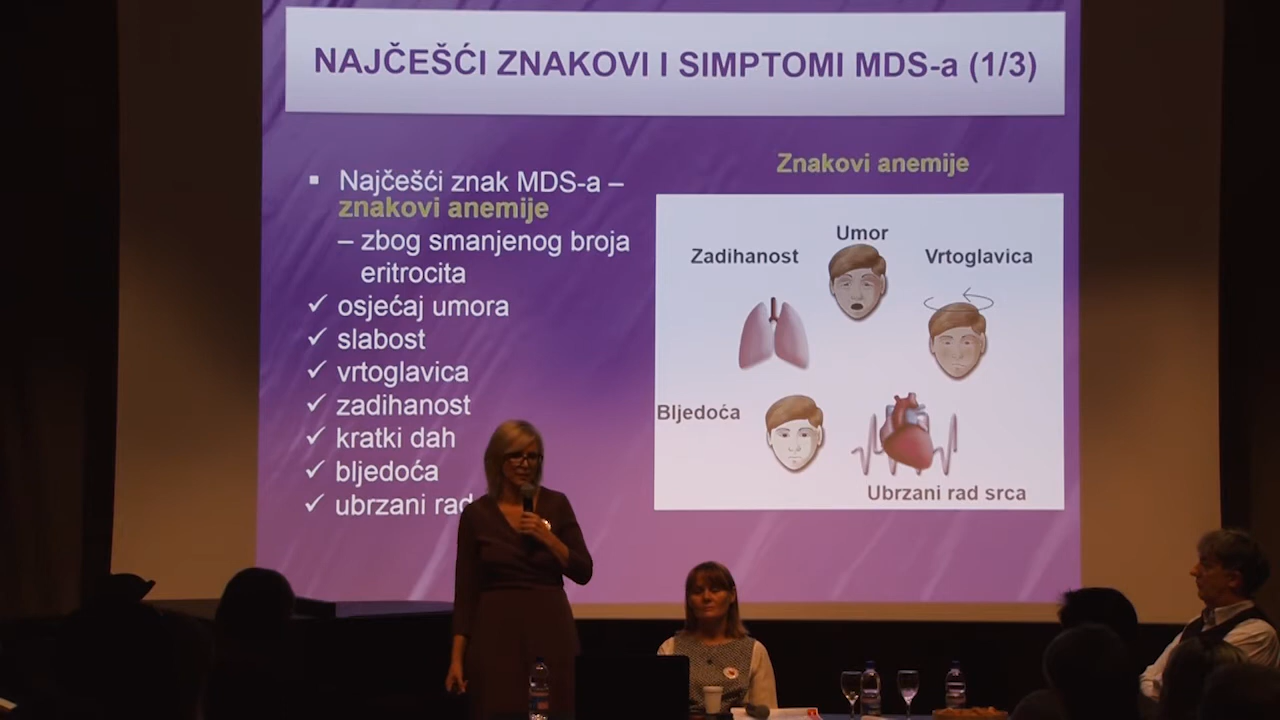 NAJČEŠĆI ZNAKOVI I SIMPTOMI MDS-a (1/3)
▪ Najčešći znak MDS-a –
znakovi anemije
– zbog smanjenog broja
eritrocita
✓ osjećaj umora
✓ slabost
✓ vrtoglavica
✓ zadihanost
✓ kratki dah
✓ bljedoća
✓ ubrzani rad
Znakovi anemije
Umor
Zadihanost
Vrtoglavica
Bljedoća
Ubrzani rad srca